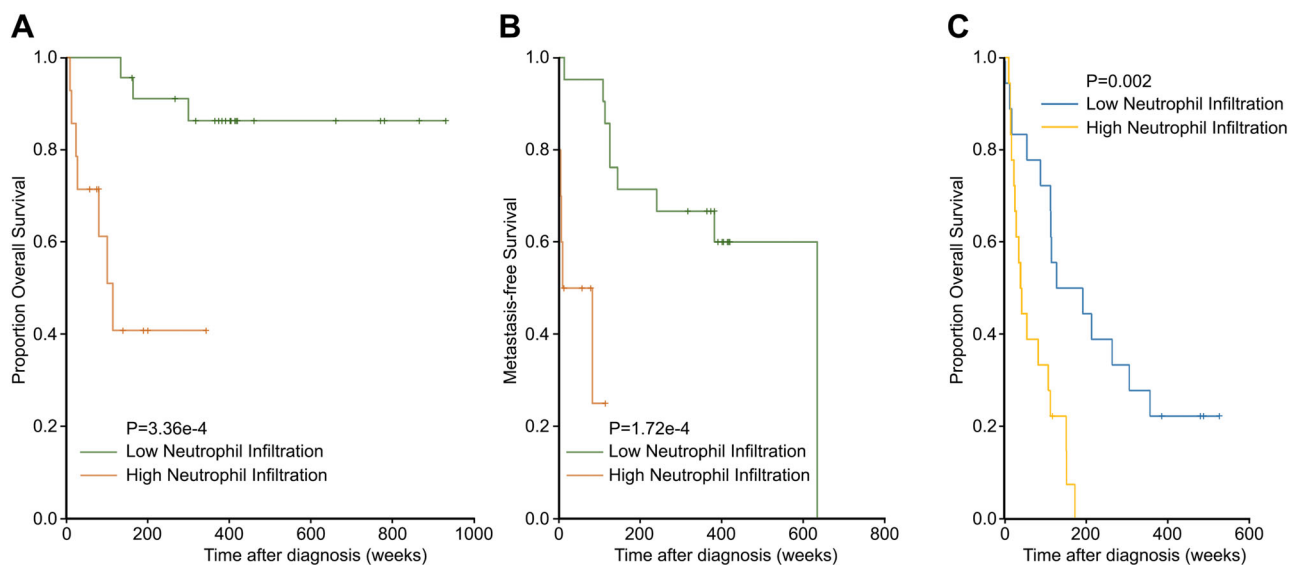 A
Proportion Overall Survival
1.0
0.8
0.6
0.4
0.2
0.0
P=3.36e-4
Low Neutrophil Infiltration
High Neutrophil Infiltration
0
200
400
600
800
1000
Time after diagnosis (weeks)
B
Metastasis-free Survival
1.0
0.8
0.6
0.4
0.2
0.0
P=1.72e-4
Low Neutrophil Infiltration
High Neutrophil Infiltration
0
200
400
600
800
Time after diagnosis (weeks)
C
Proportion Overall Survival
1.0
0.8
0.6
0.4
0.2
0.0
P=0.002
Low Neutrophil Infiltration
High Neutrophil Infiltration
0
200
400
600
Time after diagnosis (weeks)